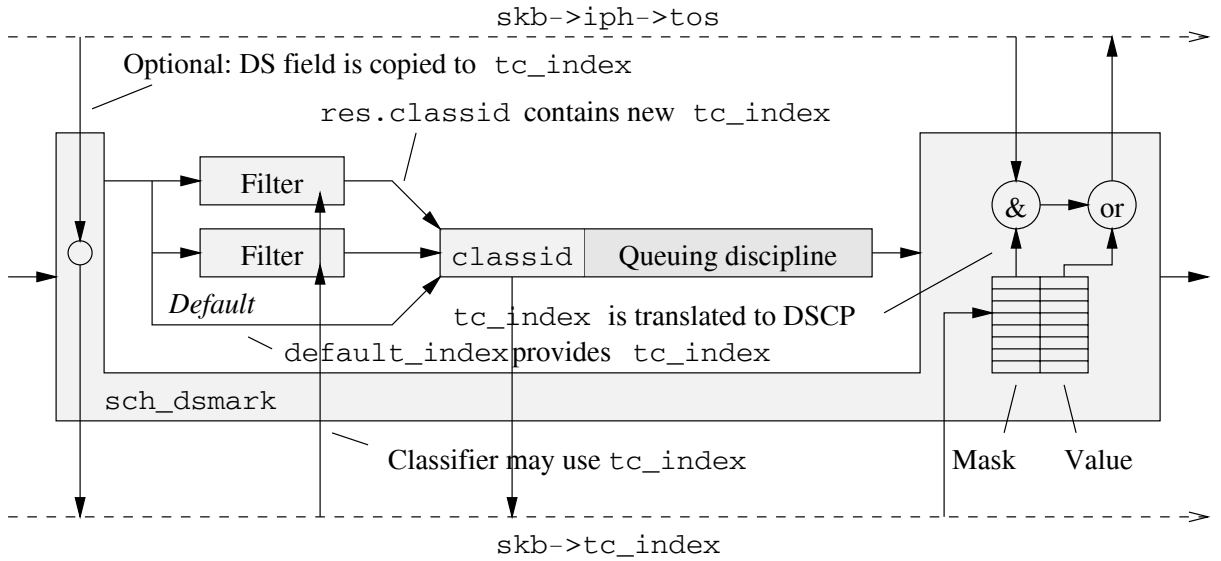 skb->iph->tos
Optional: DS field is copied to tc_index
res.classid contains new tc_index
Filter
& or
Filter
classid Queuing discipline
Default
tc_index is translated to DSCP
default_index provides tc_index
sch_dsmark
Classifier may use tc_index
Mask Value
skb->tc_index